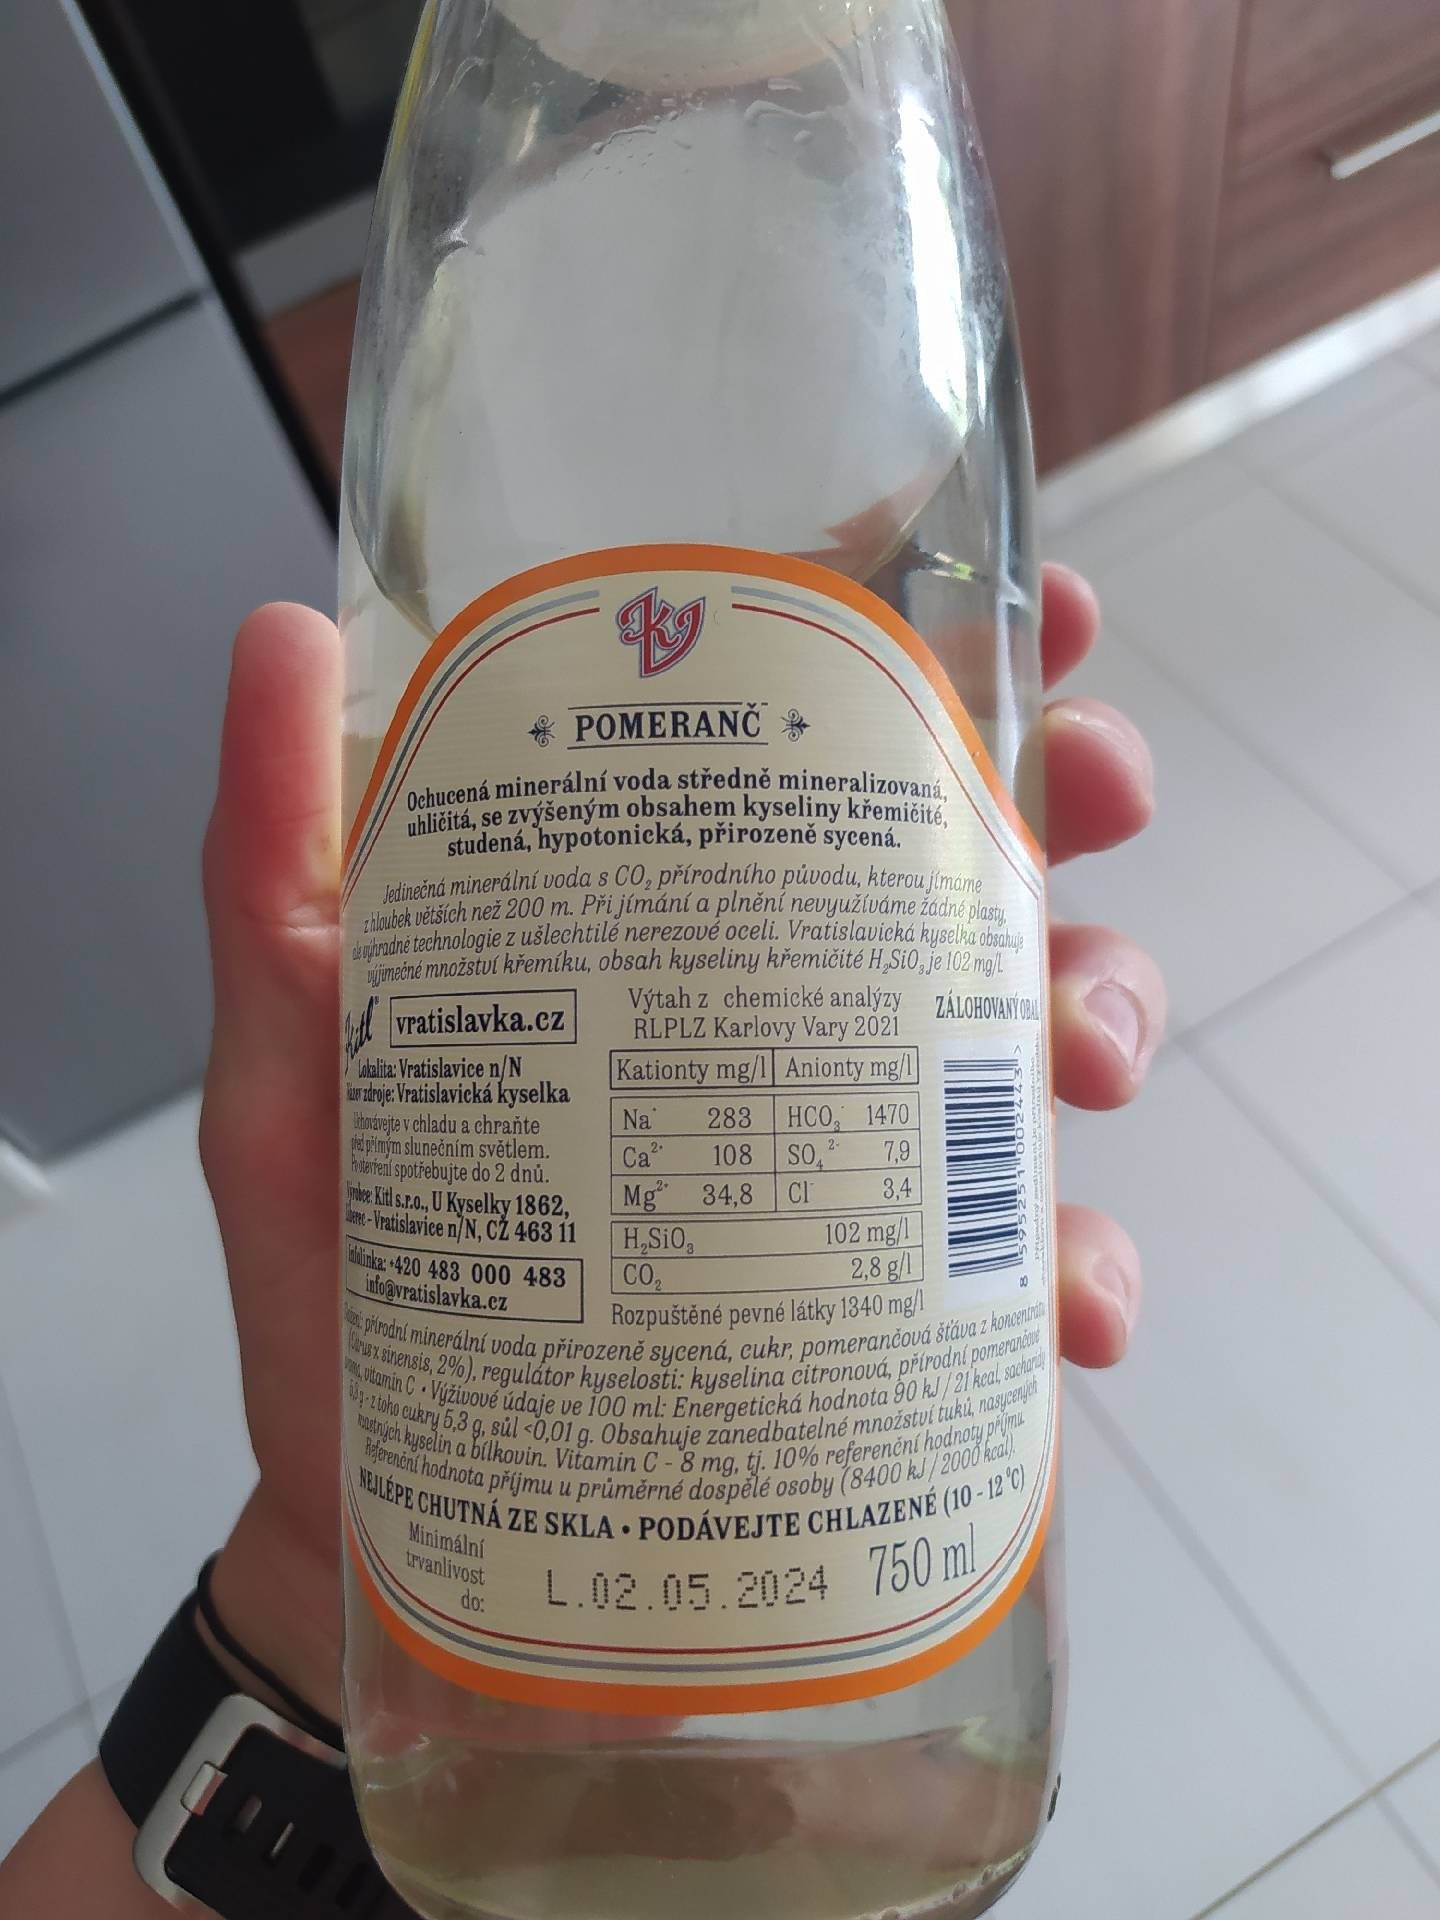 KV
POMERANČ
Ochucená minerální voda středně mineralizovaná,
uhličitá, se zvýšeným obsahem kyseliny křemičité,
studená, hypotonická, přirozeně sycená.
Jedinečná minerální voda s CO₂ přírodního původu, kterou jímáme
z hloubek větších než 200 m. Při jímání a plnění nevyužíváme žádné plasty,
ale výhradně technologie z ušlechtilé nerezové oceli. Vratislavická kyselka obsahuje
výjimečné množství křemíku, obsah kyseliny křemičité H₂SiO₃ je 102 mg/l.
Kitl®
vratislavka.cz
Lokalita: Vratislavice n/N
Název zdroje: Vratislavická kyselka
Uchovávejte v chladu a chraňte
před přímým slunečním světlem.
Po otevření spotřebujte do 2 dnů.
Výrobce: Kitl s.r.o., U Kyselky 1862,
Liberec - Vratislavice n/N, CZ 463 11
Infolinka: +420 483 000 483
info@vratislavka.cz
Výtah z chemické analýzy
RLPLZ Karlovy Vary 2021
Kationty mg/l Anionty mg/l
Na⁺ 283 HCO₃⁻ 1470
Ca²⁺ 108 SO₄²⁻ 7,9
Mg²⁺ 34,8 Cl⁻ 3,4
H₂SiO₃ 102 mg/l
CO₂ 2,8 g/l
Rozpuštěné pevné látky 1340 mg/l
ZÁLOHOVANÝ OBAL
8 595251 002443 >
Složení: přírodní minerální voda přirozeně sycená, cukr, pomerančová šťáva z koncentrátu
(Citrus x sinensis, 2%), regulátor kyselosti: kyselina citronová, přírodní pomerančové
aroma, vitamin C • Výživové údaje ve 100 ml: Energetická hodnota 90 kJ / 21 kcal, sacharidy
5,3 g - z toho cukry 5,3 g, sůl <0,01 g. Obsahuje zanedbatelné množství tuků, nasycených
mastných kyselin a bílkovin. Vitamin C - 8 mg, tj. 10% referenční hodnoty příjmu.
Referenční hodnota příjmu u průměrné dospělé osoby (8400 kJ / 2000 kcal).
NEJLÉPE CHUTNÁ ZE SKLA • PODÁVEJTE CHLAZENÉ (10 - 12 °C)
Minimální
trvanlivost
do:
L.02.05.2024
750 ml